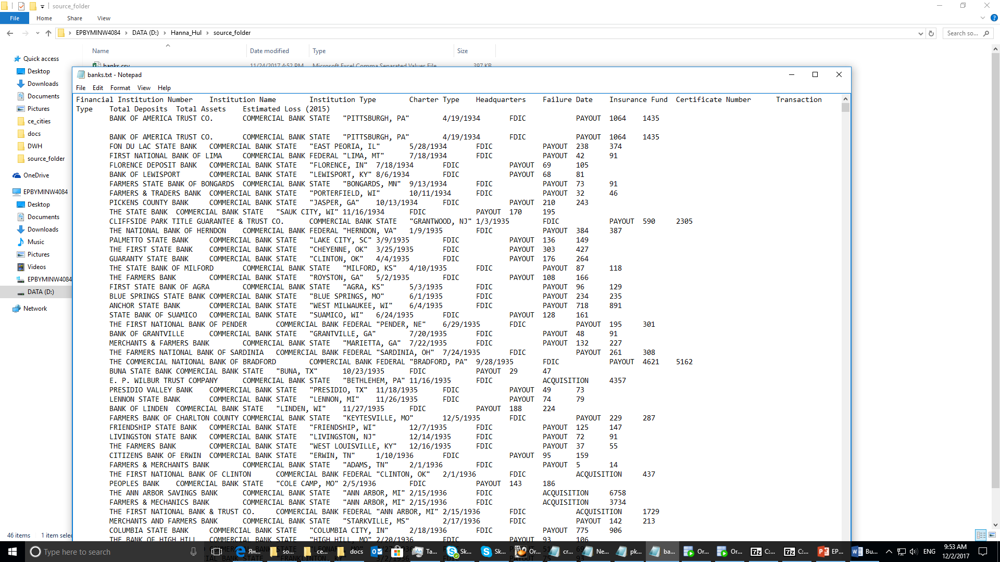 source_folder
File Home Share View
EPBYMINW4084 DATA (D:) Hanna_Hul source_folder
Search so...
Name Date modified Type Size
banks.csv 11/24/2017 4:52 PM Microsoft Excel Comma Separated Values File 397 KB
Quick access
Desktop
Downloads
Documents
Pictures
ce_cities
docs
DWH
source_folder
OneDrive
EPBYMINW4084
Desktop
Documents
Downloads
Music
Pictures
Videos
EPBYMINW4084
DATA (D:)
Network
46 items 1 item selec
banks.txt - Notepad
File Edit Format View Help
Financial Institution Number Institution Name Institution Type Charter Type Headquarters Failure Date Insurance Fund Certificate Number Transaction
Type Total Deposits Total Assets Estimated Loss (2015)
BANK OF AMERICA TRUST CO. COMMERCIAL BANK STATE "PITTSBURGH, PA" 4/19/1934 FDIC PAYOUT 1064 1435
BANK OF AMERICA TRUST CO. COMMERCIAL BANK STATE "PITTSBURGH, PA" 4/19/1934 FDIC PAYOUT 1064 1435
FON DU LAC STATE BANK COMMERCIAL BANK STATE "EAST PEORIA, IL" 5/28/1934 FDIC PAYOUT 238 374
FIRST NATIONAL BANK OF LIMA COMMERCIAL BANK FEDERAL "LIMA, MT" 7/18/1934 FDIC PAYOUT 42 91
FLORENCE DEPOSIT BANK COMMERCIAL BANK STATE "FLORENCE, IN" 7/18/1934 FDIC PAYOUT 69 105
BANK OF LEWISPORT COMMERCIAL BANK STATE "LEWISPORT, KY" 8/6/1934 FDIC PAYOUT 68 81
FARMERS STATE BANK OF BONGARDS COMMERCIAL BANK STATE "BONGARDS, MN" 9/13/1934 FDIC PAYOUT 73 91
FARMERS & TRADERS BANK COMMERCIAL BANK STATE "PORTERFIELD, WI" 10/11/1934 FDIC PAYOUT 32 46
PICKENS COUNTY BANK COMMERCIAL BANK STATE "JASPER, GA" 10/13/1934 FDIC PAYOUT 210 243
THE STATE BANK COMMERCIAL BANK STATE "SAUK CITY, WI" 11/16/1934 FDIC PAYOUT 170 195
CLIFFSIDE PARK TITLE GUARANTEE & TRUST CO. COMMERCIAL BANK STATE "GRANTWOOD, NJ" 1/3/1935 FDIC PAYOUT 590 2305
THE NATIONAL BANK OF HERNDON COMMERCIAL BANK FEDERAL "HERNDON, VA" 1/9/1935 FDIC PAYOUT 384 387
PALMETTO STATE BANK COMMERCIAL BANK STATE "LAKE CITY, SC" 3/9/1935 FDIC PAYOUT 136 149
THE FIRST STATE BANK COMMERCIAL BANK STATE "CHEYENNE, OK" 3/25/1935 FDIC PAYOUT 303 427
GUARANTY STATE BANK COMMERCIAL BANK STATE "CLINTON, OK" 4/4/1935 FDIC PAYOUT 176 264
THE STATE BANK OF MILFORD COMMERCIAL BANK STATE "MILFORD, KS" 4/10/1935 FDIC PAYOUT 87 118
THE FARMERS BANK COMMERCIAL BANK STATE "ROYSTON, GA" 5/2/1935 FDIC PAYOUT 108 166
FIRST STATE BANK OF AGRA COMMERCIAL BANK STATE "AGRA, KS" 5/3/1935 FDIC PAYOUT 96 129
BLUE SPRINGS STATE BANK COMMERCIAL BANK STATE "BLUE SPRINGS, MO" 6/1/1935 FDIC PAYOUT 234 235
ANCHOR STATE BANK COMMERCIAL BANK STATE "WEST MILWAUKEE, WI" 6/4/1935 FDIC PAYOUT 718 891
STATE BANK OF SUAMICO COMMERCIAL BANK STATE "SUAMICO, WI" 6/24/1935 FDIC PAYOUT 128 161
THE FIRST NATIONAL BANK OF PENDER COMMERCIAL BANK FEDERAL "PENDER, NE" 6/29/1935 FDIC PAYOUT 195 301
BANK OF GRANTVILLE COMMERCIAL BANK STATE "GRANTVILLE, GA" 7/20/1935 FDIC PAYOUT 48 91
MERCHANTS & FARMERS BANK COMMERCIAL BANK STATE "MARIETTA, GA" 7/22/1935 FDIC PAYOUT 132 227
THE FARMERS NATIONAL BANK OF SARDINIA COMMERCIAL BANK FEDERAL "SARDINIA, OH" 7/24/1935 FDIC PAYOUT 261 308
THE COMMERCIAL NATIONAL BANK OF BRADFORD COMMERCIAL BANK FEDERAL "BRADFORD, PA" 9/28/1935 FDIC PAYOUT 4621 5162
BUNA STATE BANK COMMERCIAL BANK STATE "BUNA, TX" 10/23/1935 FDIC PAYOUT 29 47
E. P. WILBUR TRUST COMPANY COMMERCIAL BANK STATE "BETHLEHEM, PA" 11/16/1935 FDIC ACQUISITION 4357
PRESIDIO VALLEY BANK COMMERCIAL BANK STATE "PRESIDIO, TX" 11/18/1935 FDIC PAYOUT 49 73
LENNON STATE BANK COMMERCIAL BANK STATE "LENNON, MI" 11/26/1935 FDIC PAYOUT 74 79
BANK OF LINDEN COMMERCIAL BANK STATE "LINDEN, WI" 11/27/1935 FDIC PAYOUT 188 224
FARMERS BANK OF CHARLTON COUNTY COMMERCIAL BANK STATE "KEYTESVILLE, MO" 12/5/1935 FDIC PAYOUT 229 287
FRIENDSHIP STATE BANK COMMERCIAL BANK STATE "FRIENDSHIP, WI" 12/7/1935 FDIC PAYOUT 125 147
LIVINGSTON STATE BANK COMMERCIAL BANK STATE "LIVINGSTON, NJ" 12/14/1935 FDIC PAYOUT 72 91
THE FARMERS BANK COMMERCIAL BANK STATE "WEST LOUISVILLE, KY" 12/16/1935 FDIC PAYOUT 37 55
CITIZENS BANK OF ERWIN COMMERCIAL BANK STATE "ERWIN, TN" 1/10/1936 FDIC PAYOUT 95 159
FARMERS & MERCHANTS BANK COMMERCIAL BANK STATE "ADAMS, TN" 2/1/1936 FDIC PAYOUT 5 14
THE FIRST NATIONAL BANK OF CLINTON COMMERCIAL BANK FEDERAL "CLINTON, OK" 2/1/1936 FDIC ACQUISITION 437
PEOPLES BANK COMMERCIAL BANK STATE "COLE CAMP, MO" 2/5/1936 FDIC PAYOUT 143 186
THE ANN ARBOR SAVINGS BANK COMMERCIAL BANK STATE "ANN ARBOR, MI" 2/15/1936 FDIC ACQUISITION 6758
FARMERS & MECHANICS BANK COMMERCIAL BANK STATE "ANN ARBOR, MI" 2/15/1936 FDIC ACQUISITION 3734
THE FIRST NATIONAL BANK & TRUST CO. COMMERCIAL BANK FEDERAL "ANN ARBOR, MI" 2/15/1936 FDIC ACQUISITION 1729
MERCHANTS AND FARMERS BANK COMMERCIAL BANK STATE "STARKVILLE, MS" 2/17/1936 FDIC PAYOUT 142 213
COLUMBIA STATE BANK COMMERCIAL BANK STATE "COLUMBIA CITY, IN" 2/18/1936 FDIC PAYOUT 775 906
THE BANK OF HIGH HILL COMMERCIAL BANK STATE "HIGH HILL, MO" 2/20/1936 FDIC PAYOUT 93 106
Type here to search
Ян... so... ce... docs Ta... Sk... Sk... Or... cr... Ne... pk... ba... Or... Or... C:... C:... EP... Bu...
ENG
9:53 AM
12/2/2017